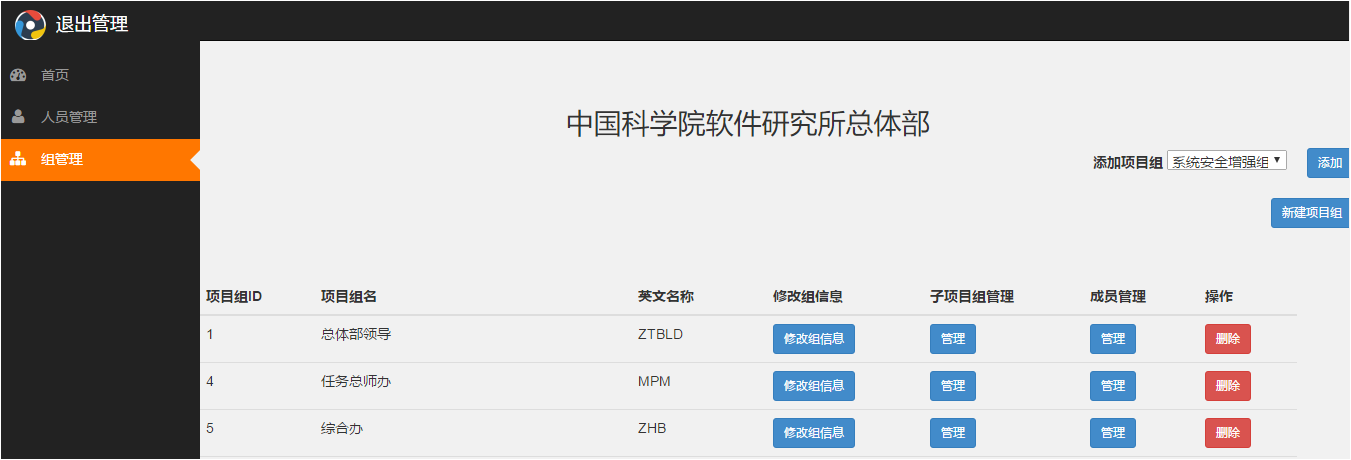 退出管理
首页
人员管理
组管理
中国科学院软件研究所总体部
添加项目组 系统安全增强组 添加
新建项目组
项目组ID 项目组名 英文名称 修改组信息 子项目组管理 成员管理 操作
1 总体部领导 ZTBLD 修改组信息 管理 管理 删除
4 任务总师办 MPM 修改组信息 管理 管理 删除
5 综合办 ZHB 修改组信息 管理 管理 删除